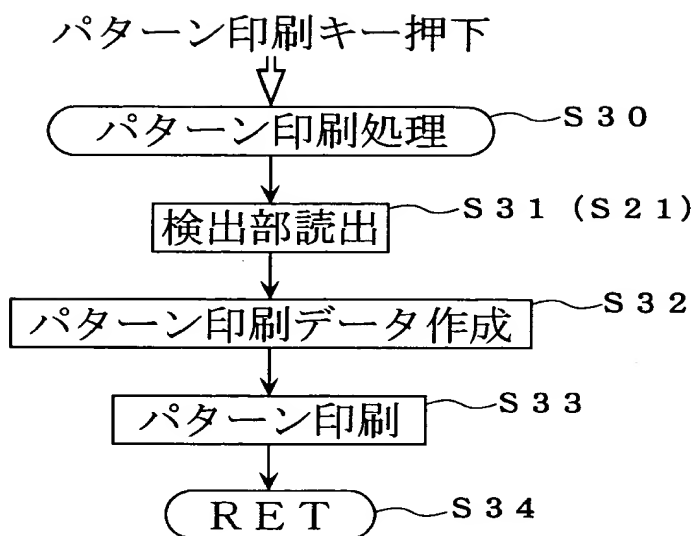 パターン印刷キー押下
パターン印刷処理 S30
検出部読出 S31(S21)
パターン印刷データ作成 S32
パターン印刷 S33
RET S34